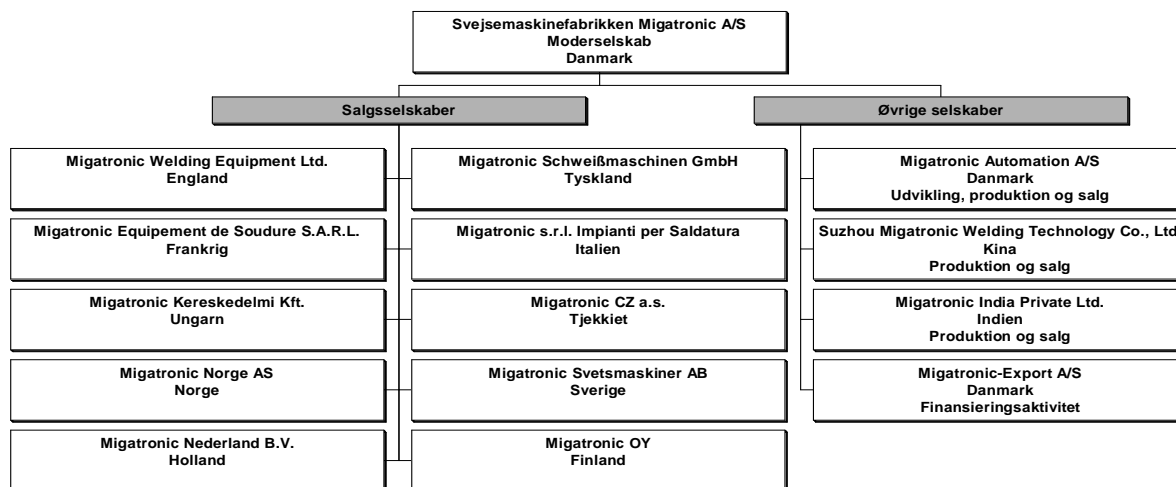 Svejsemaskinefabrikken Migatronic A/S
Moderselskab
Danmark
Salgsselskaber
Øvrige selskaber
Migatronic Welding Equipment Ltd.
England
Migatronic Schweißmaschinen GmbH
Tyskland
Migatronic Automation A/S
Danmark
Udvikling, produktion og salg
Migatronic Equipement de Soudure S.A.R.L.
Frankrig
Migatronic s.r.l. Impianti per Saldatura
Italien
Suzhou Migatronic Welding Technology Co., Ltd
Kina
Produktion og salg
Migatronic Kereskedelmi Kft.
Ungarn
Migatronic CZ a.s.
Tjekkiet
Migatronic India Private Ltd.
Indien
Produktion og salg
Migatronic Norge AS
Norge
Migatronic Svetsmaskiner AB
Sverige
Migatronic-Export A/S
Danmark
Finansieringsaktivitet
Migatronic Nederland B.V.
Holland
Migatronic OY
Finland